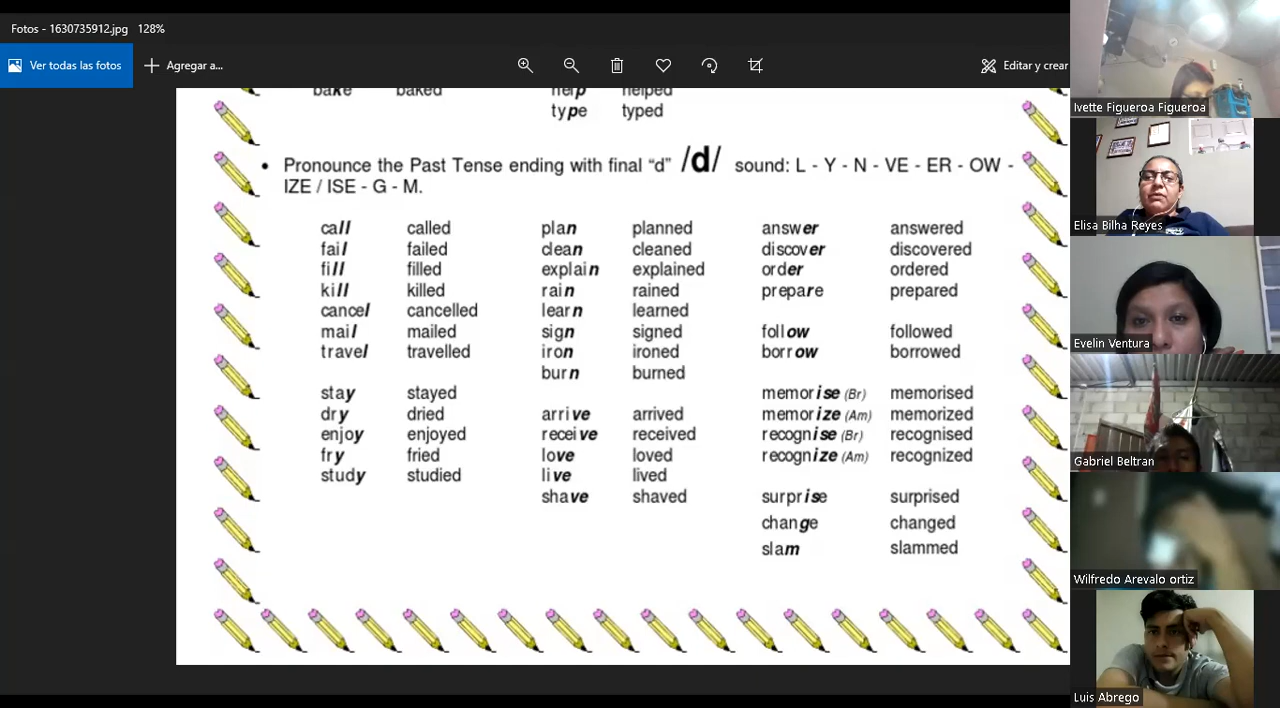 Fotos - 1630735912.jpg 128%
Ver todas las fotos
Agregar a...
Editar y crear
bake baked help helped
type typed
• Pronounce the Past Tense ending with final “d” /d/ sound: L - Y - N - VE - ER - OW -
IZE / ISE - G - M.
call called plan planned answer answered
fail failed clean cleaned discover discovered
fill filled explain explained order ordered
kill killed rain rained prepare prepared
cancel cancelled learn learned
mail mailed sign signed follow followed
travel travelled iron ironed borrow borrowed
burn burned
stay stayed memorise (Br) memorised
dry dried arrive arrived memorize (Am) memorized
enjoy enjoyed receive received recognise (Br) recognised
fry fried love loved recognize (Am) recognized
study studied live lived
shave shaved surprise surprised
change changed
slam slammed
Ivette Figueroa Figueroa
Elisa Bilha Reyes
Evelin Ventura
Gabriel Beltran
Wilfredo Arevalo ortiz
Luis Abrego